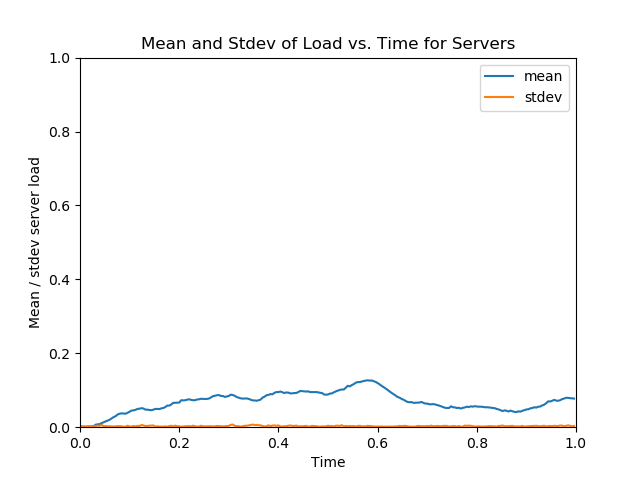 Mean and Stdev of Load vs. Time for Servers
1.0
mean
stdev
0.8
0.6
0.4
0.2
0.0
Mean / stdev server load
0.0 0.2 0.4 0.6 0.8 1.0
Time